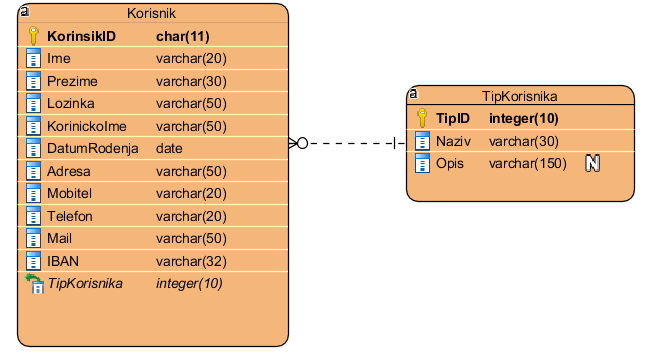 a
Korisnik
KorinsikID char(11)
Ime varchar(20)
Prezime varchar(30)
Lozinka varchar(50)
KorinickoIme varchar(50)
DatumRodenja date
Adresa varchar(50)
Mobitel varchar(20)
Telefon varchar(20)
Mail varchar(50)
IBAN varchar(32)
TipKorisnika integer(10)
a
TipKorisnika
TipID integer(10)
Naziv varchar(30)
Opis varchar(150) N